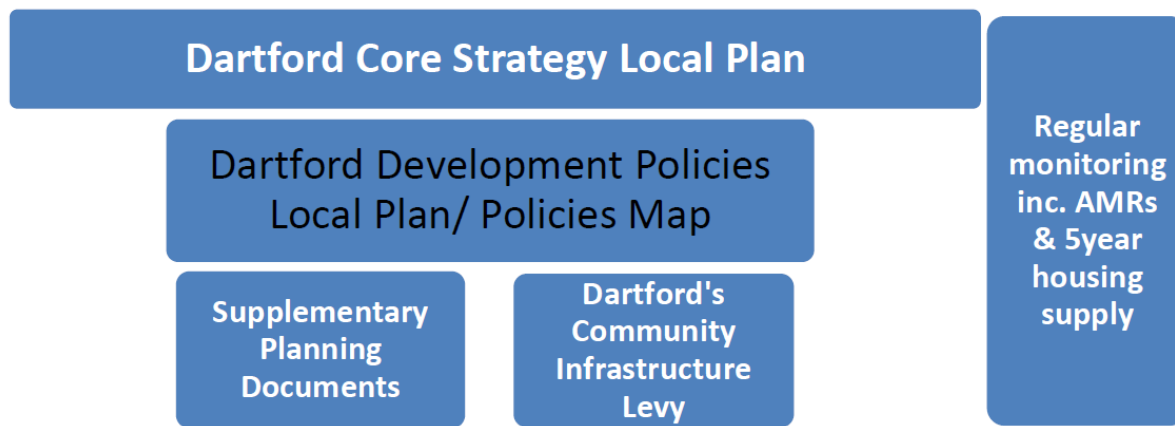 Dartford Core Strategy Local Plan
Dartford Development Policies
Local Plan/ Policies Map
Supplementary
Planning
Documents
Dartford's
Community
Infrastructure
Levy
Regular
monitoring
inc. AMRs
& 5year
housing
supply